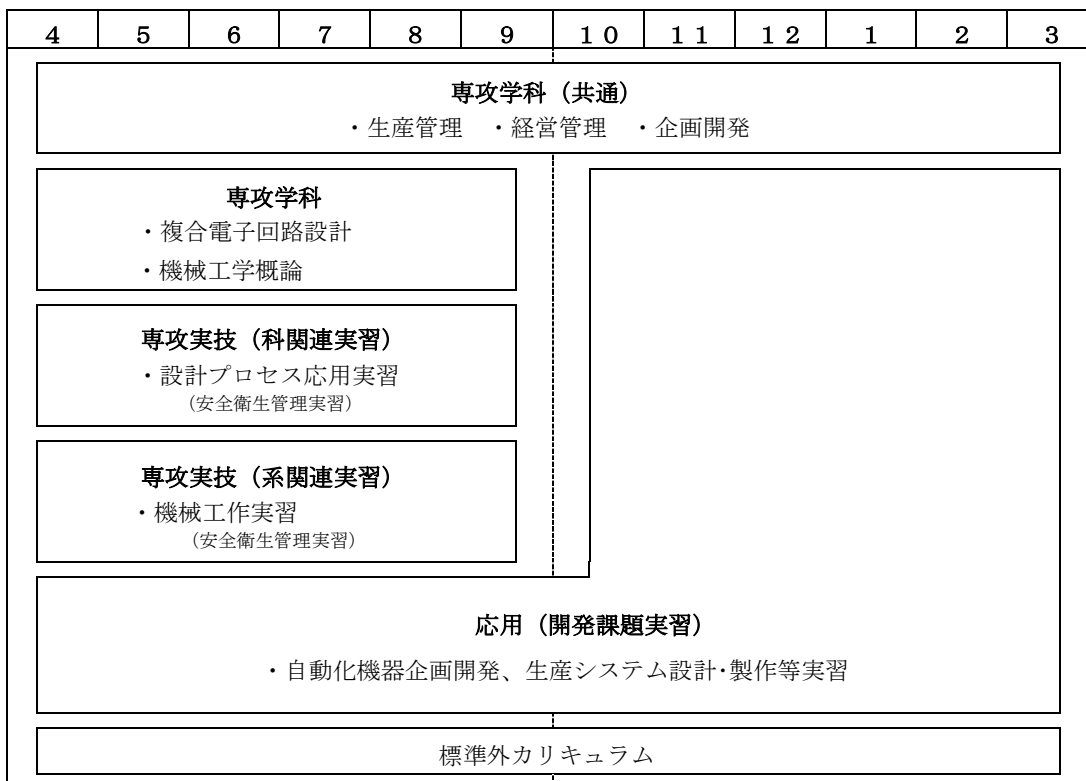 ４ ５ ６ ７ ８ ９ １０ １１ １２ １ ２ ３
専攻学科（共通）
・生産管理　・経営管理　・企画開発
専攻学科
・複合電子回路設計
・機械工学概論
専攻実技（科関連実習）
・設計プロセス応用実習
（安全衛生管理実習）
専攻実技（系関連実習）
・機械工作実習
（安全衛生管理実習）
応用（開発課題実習）
・自動化機器企画開発、生産システム設計･製作等実習
標準外カリキュラム